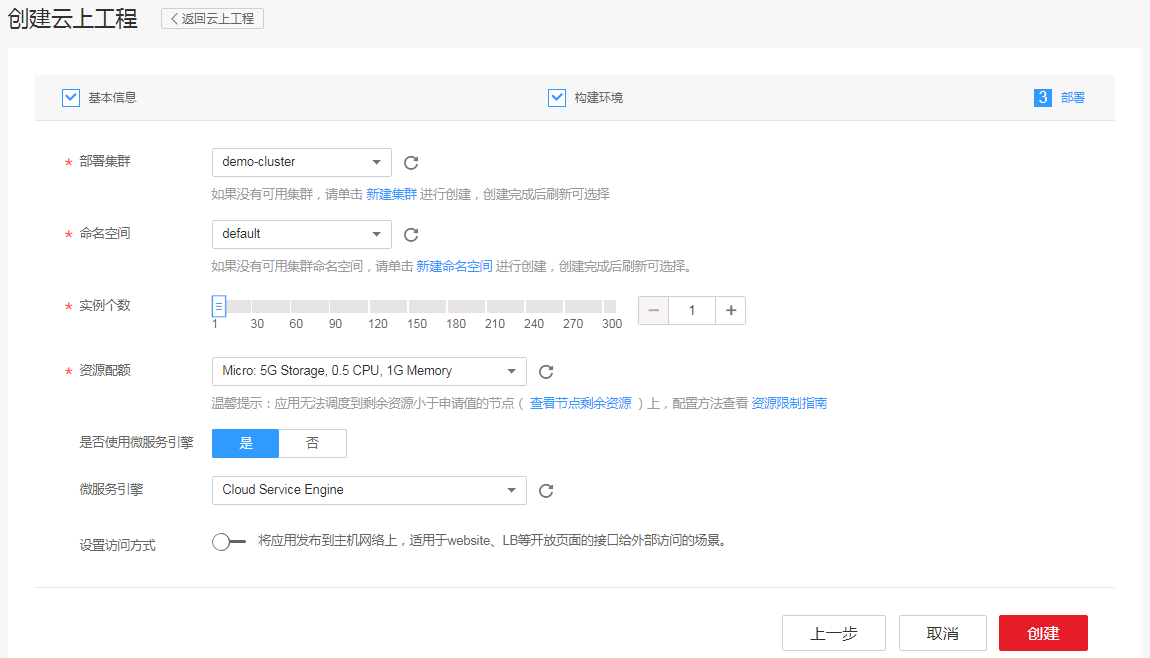 创建云上工程 返回云上工程
基本信息 构建环境 3 部署
* 部署集群 demo-cluster
如果没有可用集群，请单击 新建集群 进行创建，创建完成后刷新可选择
* 命名空间 default
如果没有可用集群命名空间，请单击 新建命名空间 进行创建，创建完成后刷新可选择。
* 实例个数 − 1 +
1 30 60 90 120 150 180 210 240 270 300
* 资源配额 Micro: 5G Storage, 0.5 CPU, 1G Memory
温馨提示：应用无法调度到剩余资源小于申请值的节点（ 查看节点剩余资源 ）上，配置方法查看 资源限制指南
是否使用微服务引擎 是 否
微服务引擎 Cloud Service Engine
设置访问方式 将应用发布到主机网络上，适用于website、LB等开放页面的接口给外部访问的场景。
上一步 取消 创建